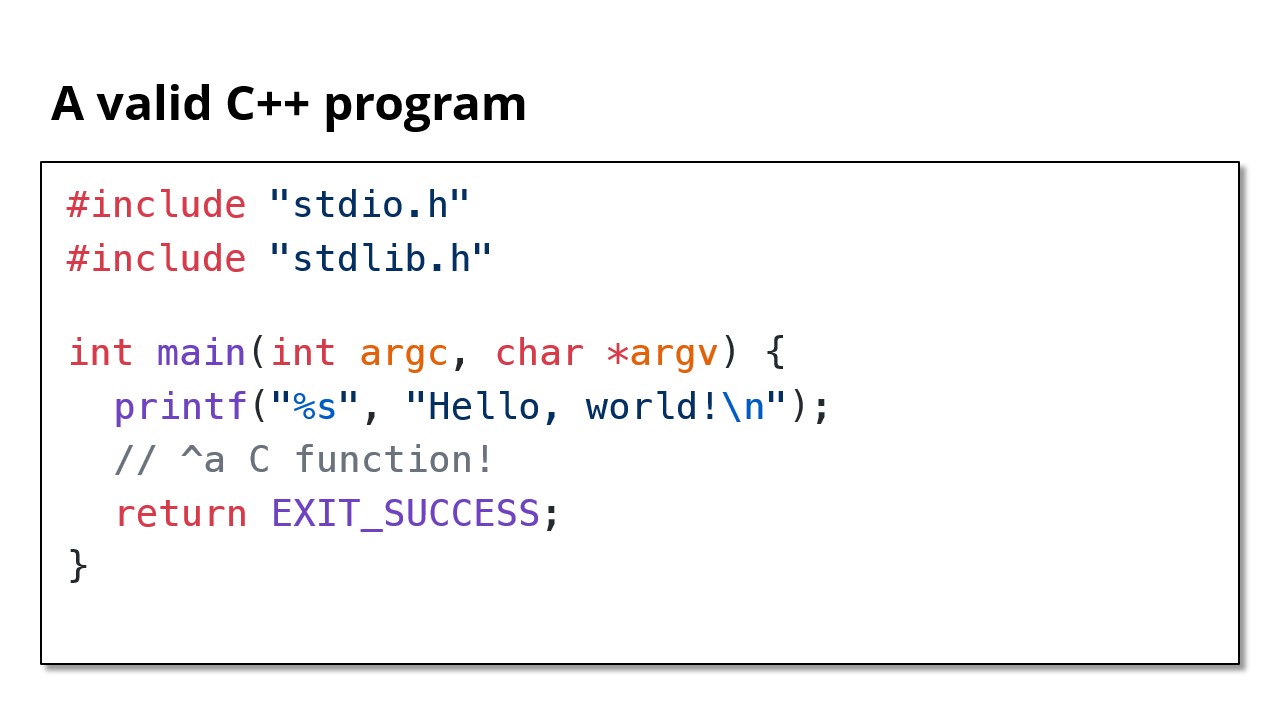 A valid C++ program
#include "stdio.h"
#include "stdlib.h"
int main(int argc, char *argv) {
  printf("%s", "Hello, world!\n");
  // ^a C function!
  return EXIT_SUCCESS;
}